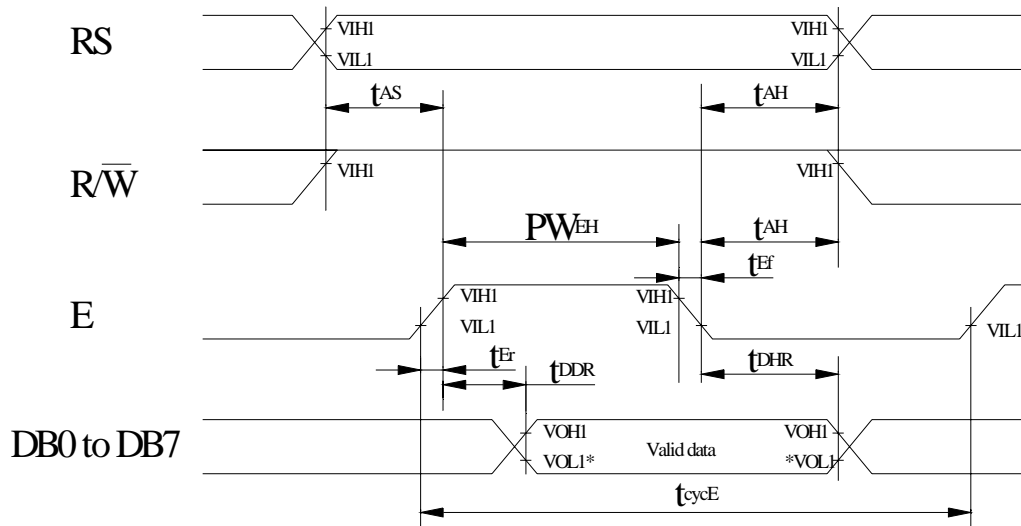 RS
VIH1
VIL1
VIH1
VIL1
tAS
tAH
R/W̅
VIH1
VIH1
PWEH
tAH
tEf
E
VIH1
VIL1
VIH1
VIL1
VIL1
tEr
tDDR
tDHR
DB0 to DB7
VOH1
VOL1*
Valid data
VOH1
*VOL1
tcycE